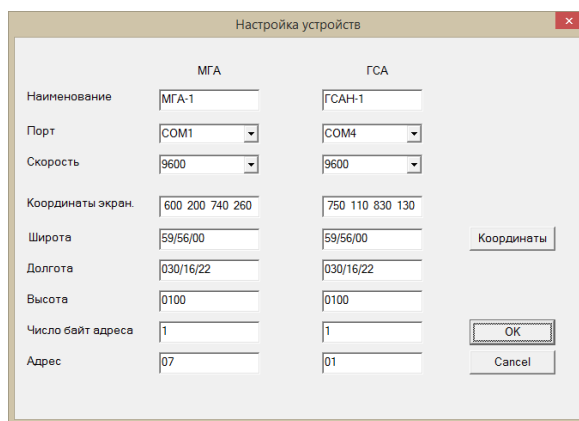 Настройка устройств
МГА ГСА
Наименование МГА-1 ГСАН-1
Порт COM1 COM4
Скорость 9600 9600
Координаты экран. 600 200 740 260 750 110 830 130
Широта 59/56/00 59/56/00 Координаты
Долгота 030/16/22 030/16/22
Высота 0100 0100
Число байт адреса 1 1 OK
Адрес 07 01 Cancel